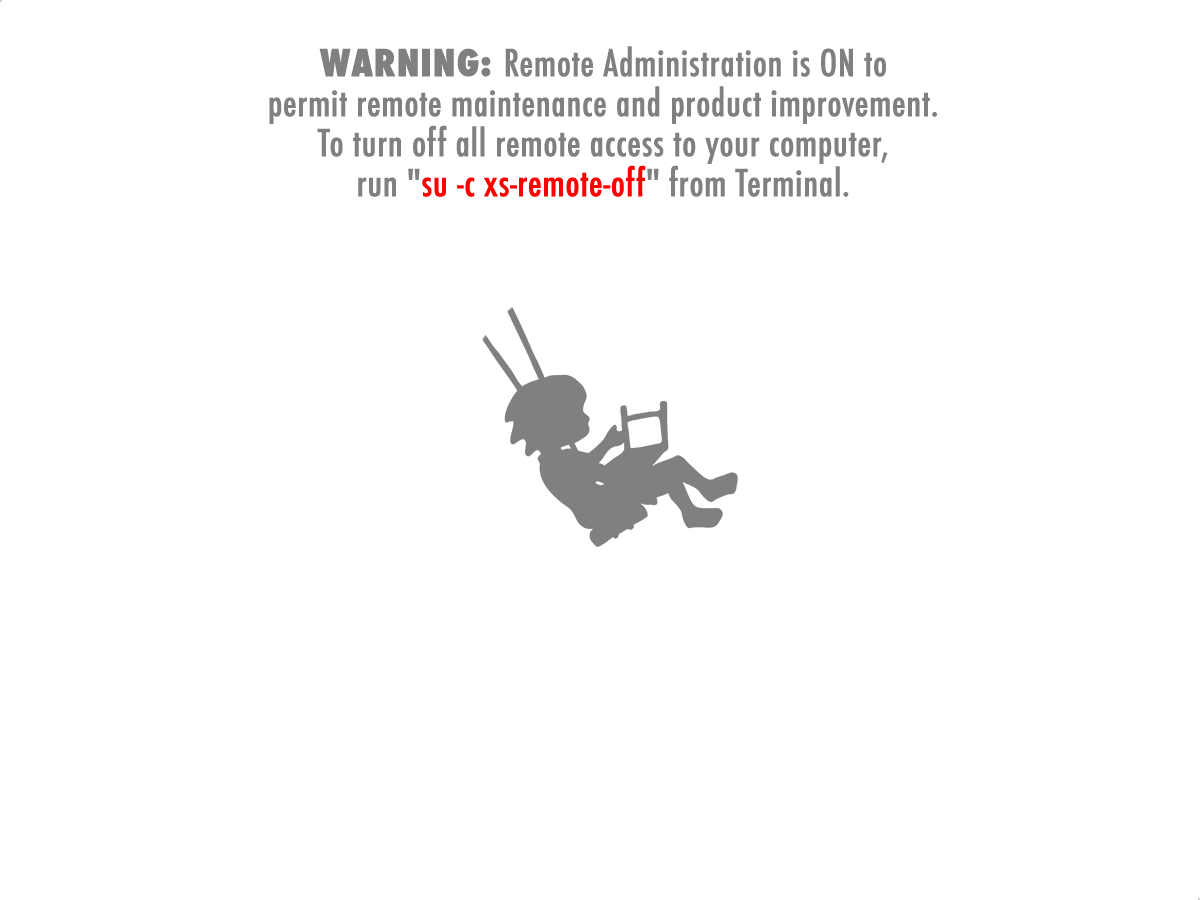 WARNING: Remote Administration is ON to
permit remote maintenance and product improvement.
To turn off all remote access to your computer,
run "su -c xs-remote-off" from Terminal.